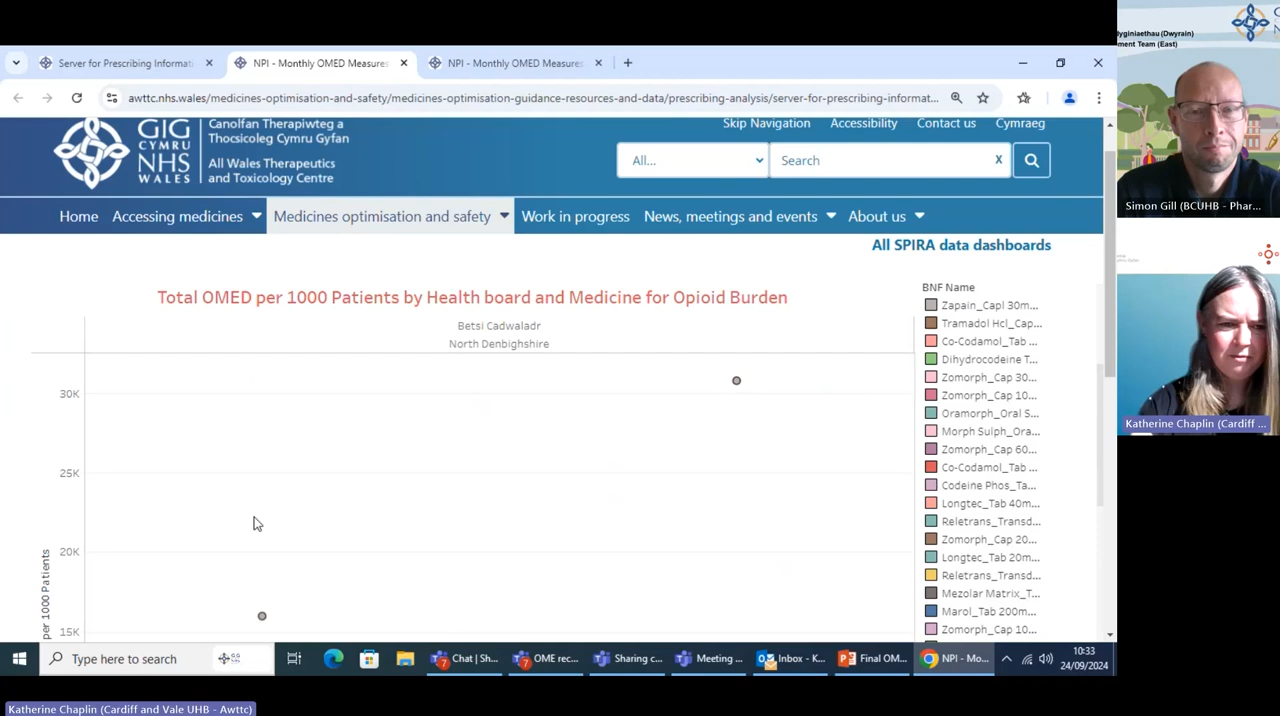 Server for Prescribing Informati
NPI - Monthly OMED Measures
NPI - Monthly OMED Measures
awttc.nhs.wales/medicines-optimisation-and-safety/medicines-optimisation-guidance-resources-and-data/prescribing-analysis/server-for-prescribing-informat...
GIG
CYMRU
NHS
WALES
Canolfan Therapiwteg a
Thocsicoleg Cymru Gyfan
All Wales Therapeutics
and Toxicology Centre
Skip Navigation Accessibility Contact us Cymraeg
All... Search x
Home Accessing medicines Medicines optimisation and safety Work in progress News, meetings and events About us
All SPIRA data dashboards
Total OMED per 1000 Patients by Health board and Medicine for Opioid Burden
Betsi Cadwaladr
North Denbighshire
30K
25K
20K
15K
per 1000 Patients
BNF Name
Zapain_Capl 30m...
Tramadol Hcl_Cap...
Co-Codamol_Tab ...
Dihydrocodeine T...
Zomorph_Cap 30...
Zomorph_Cap 10...
Oramorph_Oral S...
Morph Sulph_Ora...
Zomorph_Cap 60...
Co-Codamol_Tab ...
Codeine Phos_Ta...
Longtec_Tab 40m...
Reletrans_Transd...
Zomorph_Cap 20...
Longtec_Tab 20m...
Reletrans_Transd...
Mezolar Matrix_T...
Marol_Tab 200m...
Zomorph_Cap 10...
Type here to search
Chat | Sh...
OME rec...
Sharing c...
Meeting ...
Inbox - K...
Final OM...
NPI - Mo...
10:33
24/09/2024
lyginiaethau (Dwyrain)
ment Team (East)
Simon Gill (BCUHB - Phar...
Katherine Chaplin (Cardiff ...
Katherine Chaplin (Cardiff and Vale UHB - Awttc)